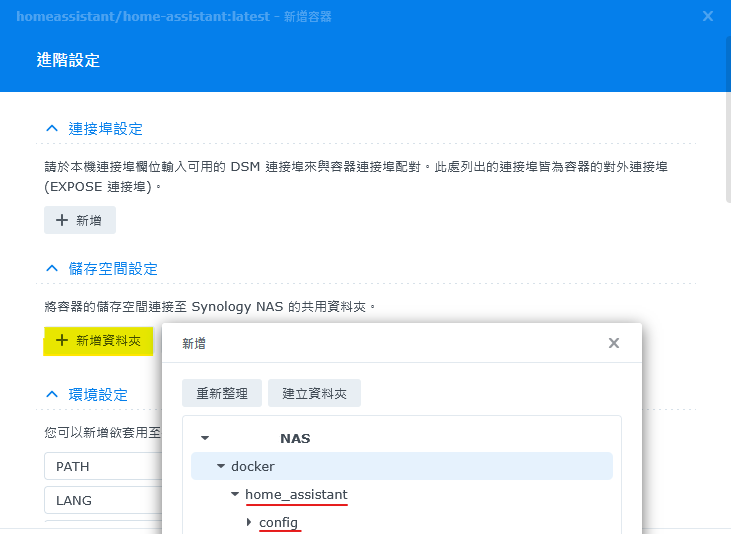 homeassistant/home-assistant:latest - 新增容器
進階設定
連接埠設定
請於本機連接埠欄位輸入可用的 DSM 連接埠來與容器連接埠配對。此處列出的連接埠皆為容器的對外連接埠
(EXPOSE 連接埠)。
新增
儲存空間設定
將容器的儲存空間連接至 Synology NAS 的共用資料夾。
新增資料夾
新增
重新整理 建立資料夾
環境設定
您可以新增欲套用至
NAS
PATH
docker
LANG
home_assistant
config